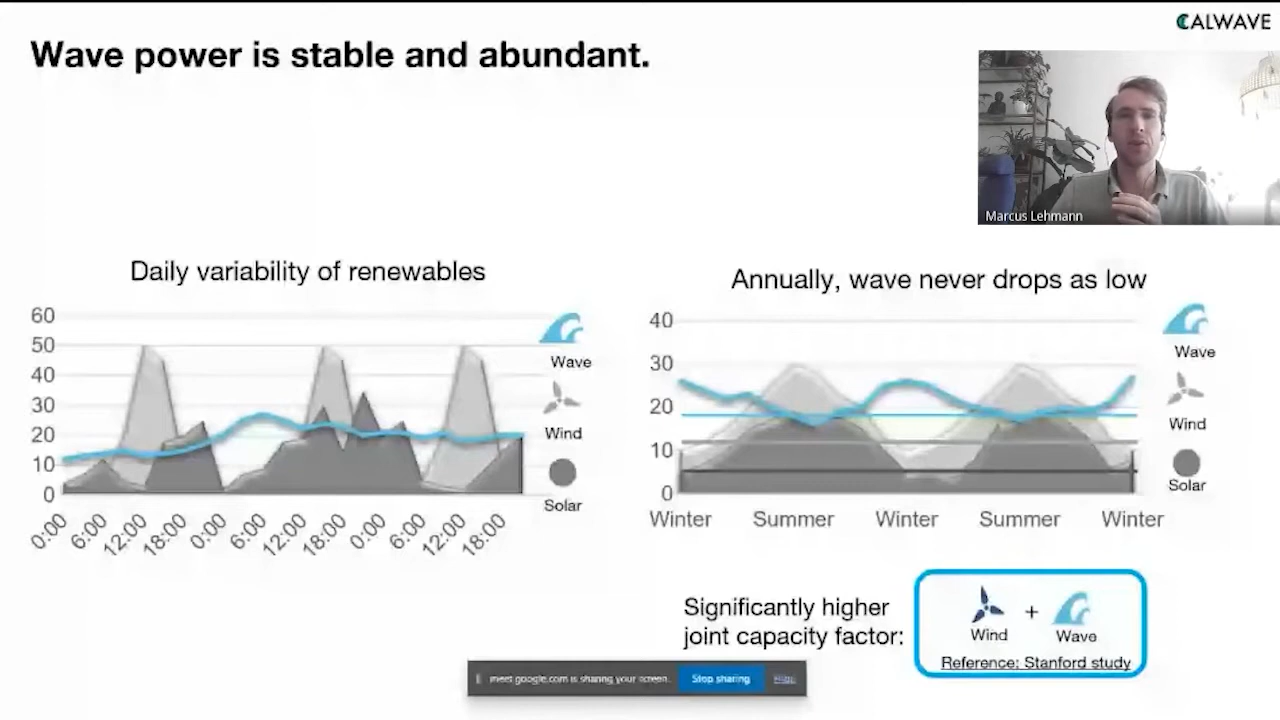 CALWAVE
Wave power is stable and abundant.
Marcus Lehmann
Daily variability of renewables
60
50
40
30
20
10
0
0:00 6:00 12:00 18:00 0:00 6:00 12:00 18:00 0:00 6:00 12:00 18:00
Wave
Wind
Solar
Annually, wave never drops as low
40
30
20
10
0
Winter Summer Winter Summer Winter
Wave
Wind
Solar
Significantly higher
joint capacity factor:
Wind + Wave
Reference: Stanford study
meet.google.com is sharing your screen. Stop sharing Hide